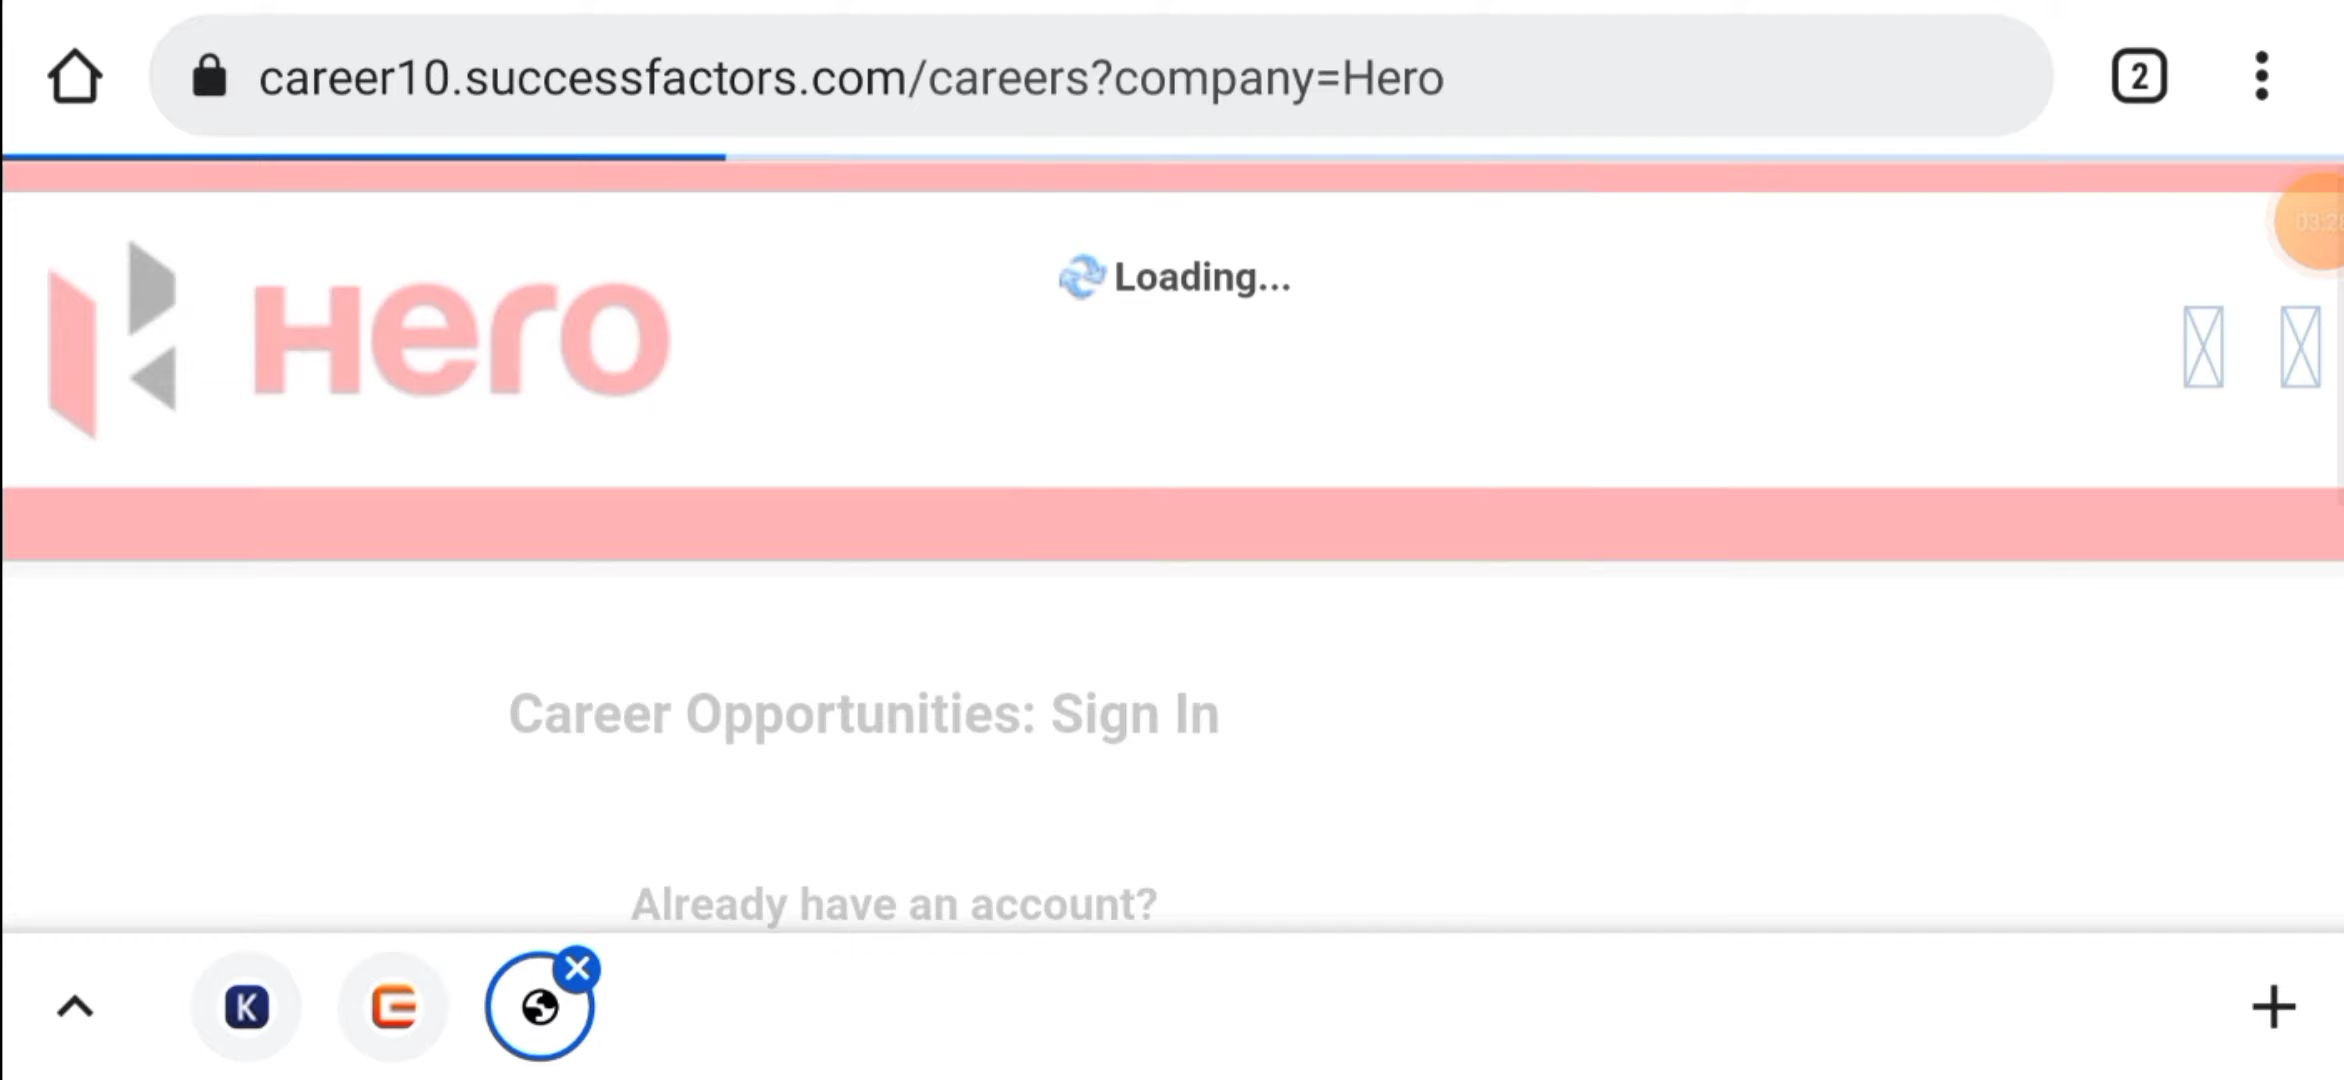 career10.successfactors.com/careers?company=Hero
2
Loading...
Hero
Career Opportunities: Sign In
Already have an account?
K